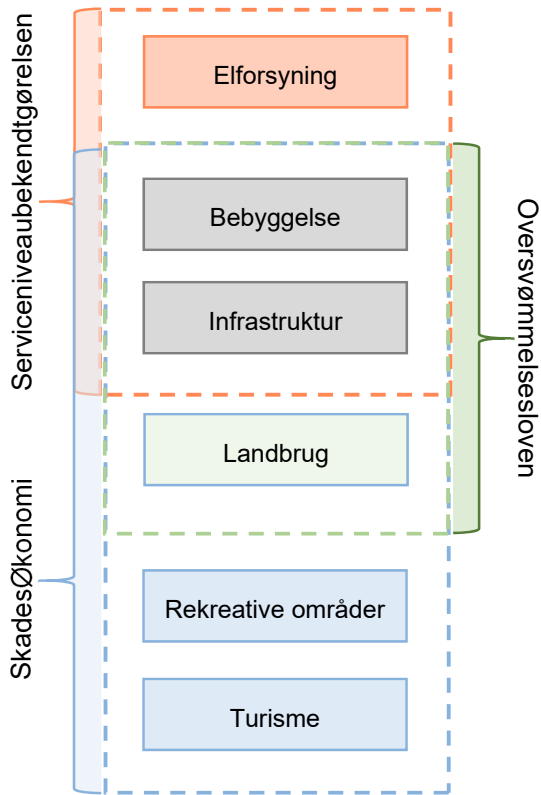 Serviceniveaubekendtgørelsen
SkadesØkonomi
Elforsyning
Bebyggelse
Infrastruktur
Landbrug
Rekreative områder
Turisme
Oversvømmelsesloven